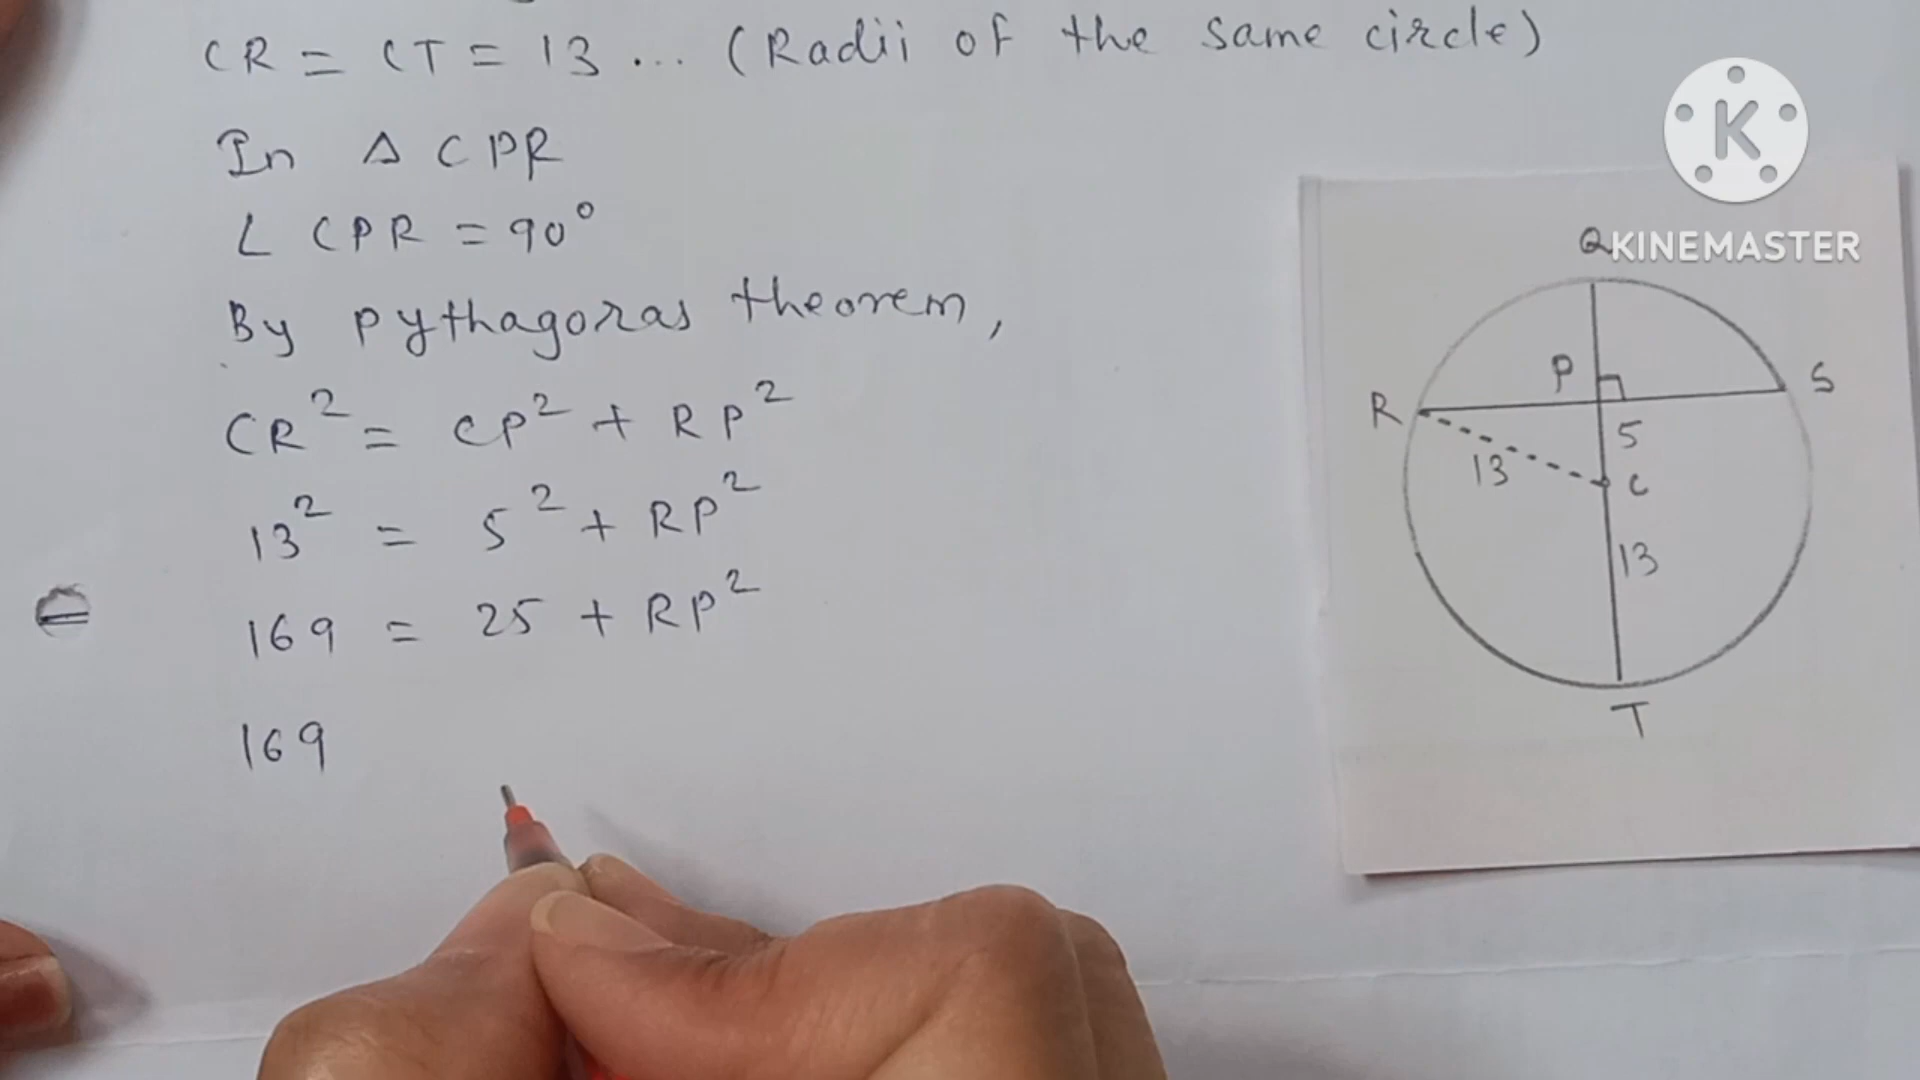 CR = CT = 13 ... (Radii of the same circle)
In Δ CPR
∠ CPR = 90°
By pythagoras theorem,
CR² = CP² + RP²
13² = 5² + RP²
169 = 25 + RP²
169
K
KINEMASTER
Q
P
S
R
5
13
C
13
T